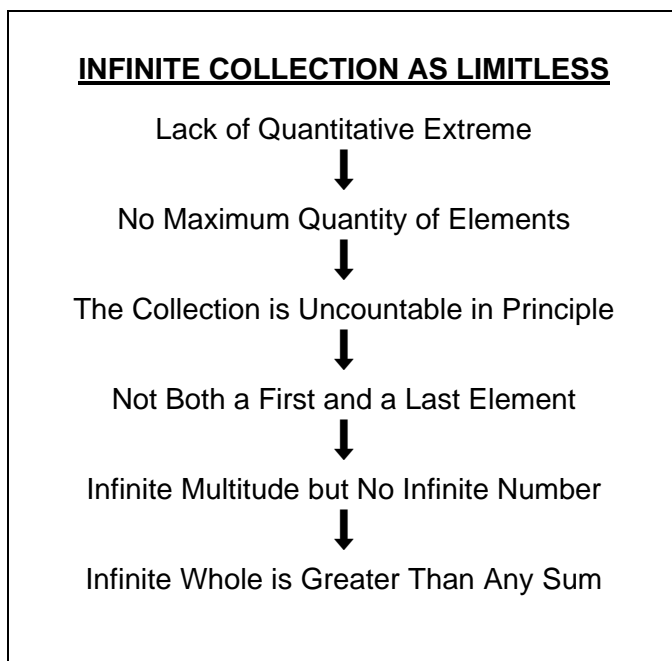 INFINITE COLLECTION AS LIMITLESS
Lack of Quantitative Extreme
No Maximum Quantity of Elements
The Collection is Uncountable in Principle
Not Both a First and a Last Element
Infinite Multitude but No Infinite Number
Infinite Whole is Greater Than Any Sum